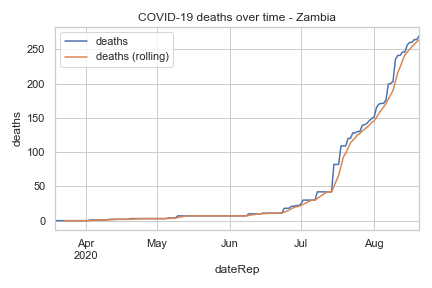 COVID-19 deaths over time - Zambia
deaths
deaths (rolling)
250
200
150
100
50
0
deaths
Apr
2020
May
Jun
Jul
Aug
dateRep